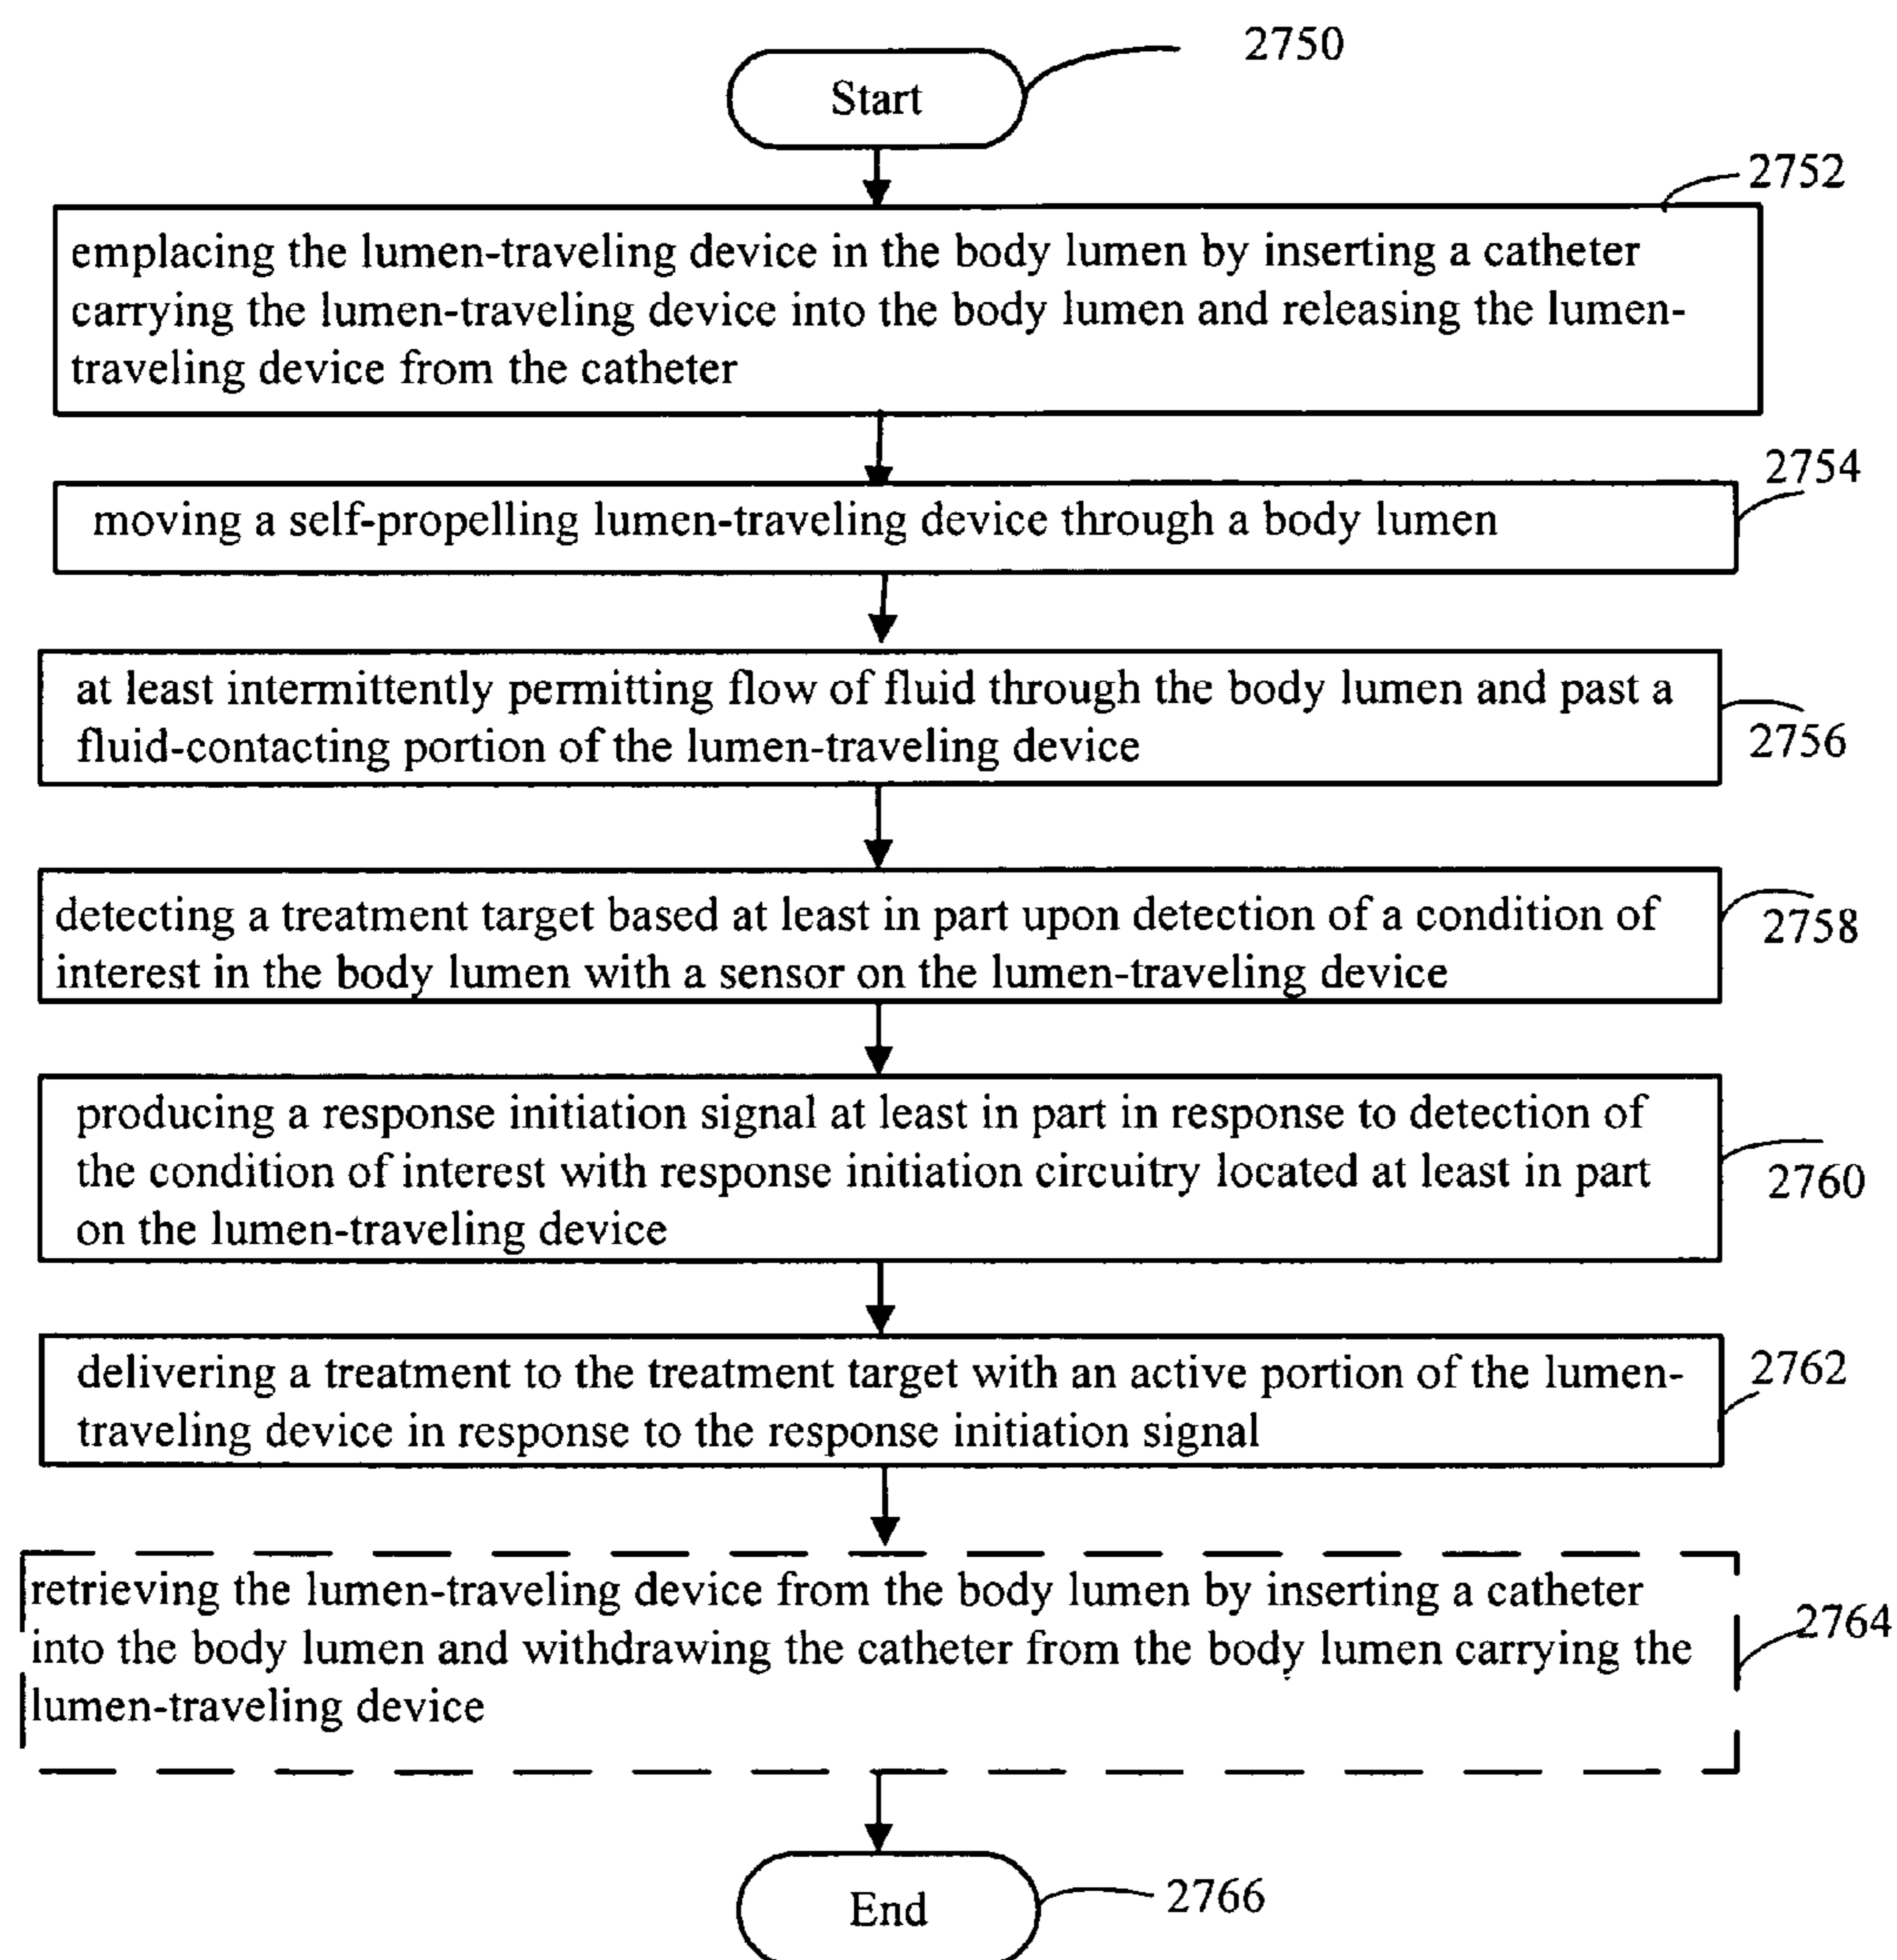 2750
Start
2752
emplacing the lumen-traveling device in the body lumen by inserting a catheter
carrying the lumen-traveling device into the body lumen and releasing the lumen-
traveling device from the catheter
2754
moving a self-propelling lumen-traveling device through a body lumen
at least intermittently permitting flow of fluid through the body lumen and past a
fluid-contacting portion of the lumen-traveling device
2756
detecting a treatment target based at least in part upon detection of a condition of
interest in the body lumen with a sensor on the lumen-traveling device
2758
producing a response initiation signal at least in part in response to detection of
the condition of interest with response initiation circuitry located at least in part
on the lumen-traveling device
2760
delivering a treatment to the treatment target with an active portion of the lumen-
traveling device in response to the response initiation signal
2762
retrieving the lumen-traveling device from the body lumen by inserting a catheter
into the body lumen and withdrawing the catheter from the body lumen carrying the
lumen-traveling device
2764
End
2766